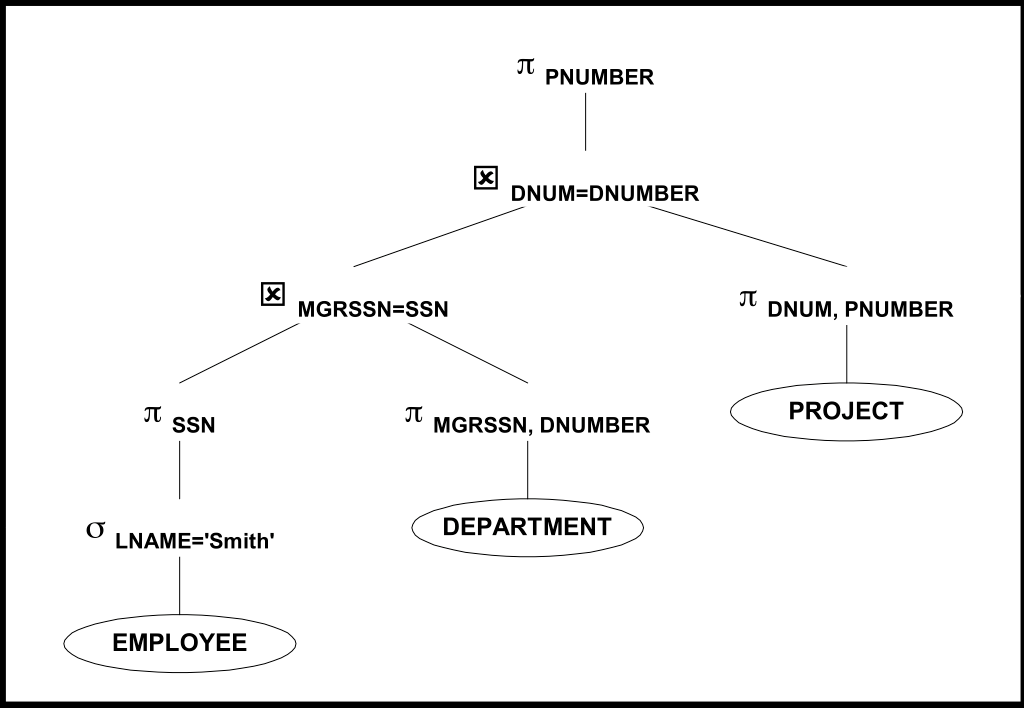 π PNUMBER
⊠ DNUM=DNUMBER
⊠ MGRSSN=SSN
π DNUM, PNUMBER
π SSN
π MGRSSN, DNUMBER
PROJECT
σ LNAME='Smith'
DEPARTMENT
EMPLOYEE